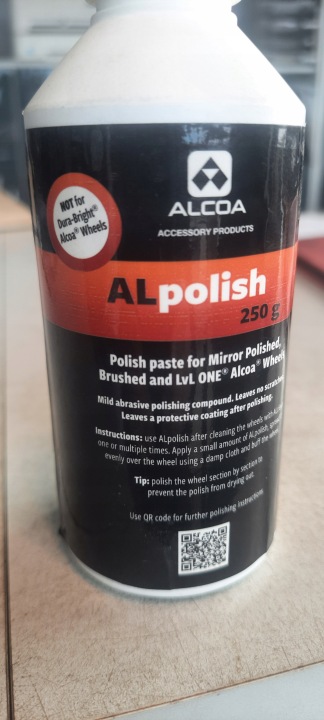 ALCOA
ACCESSORY PRODUCTS
NOT for
Dura-Bright®
Alcoa® Wheels
ALpolish
250 g
Polish paste for Mirror Polished,
Brushed and LvL ONE® Alcoa® Wheels
Mild abrasive polishing compound. Leaves no
Leaves a protective coating after polishing.
Instructions: use ALpolish after cleaning the wheels with
one or multiple times. Apply a small amount of ALpolish,
evenly over the wheel using a damp cloth and buff the
Tip: polish the wheel section by section to
prevent the polish from drying out.
Use QR code for further polishing instructions